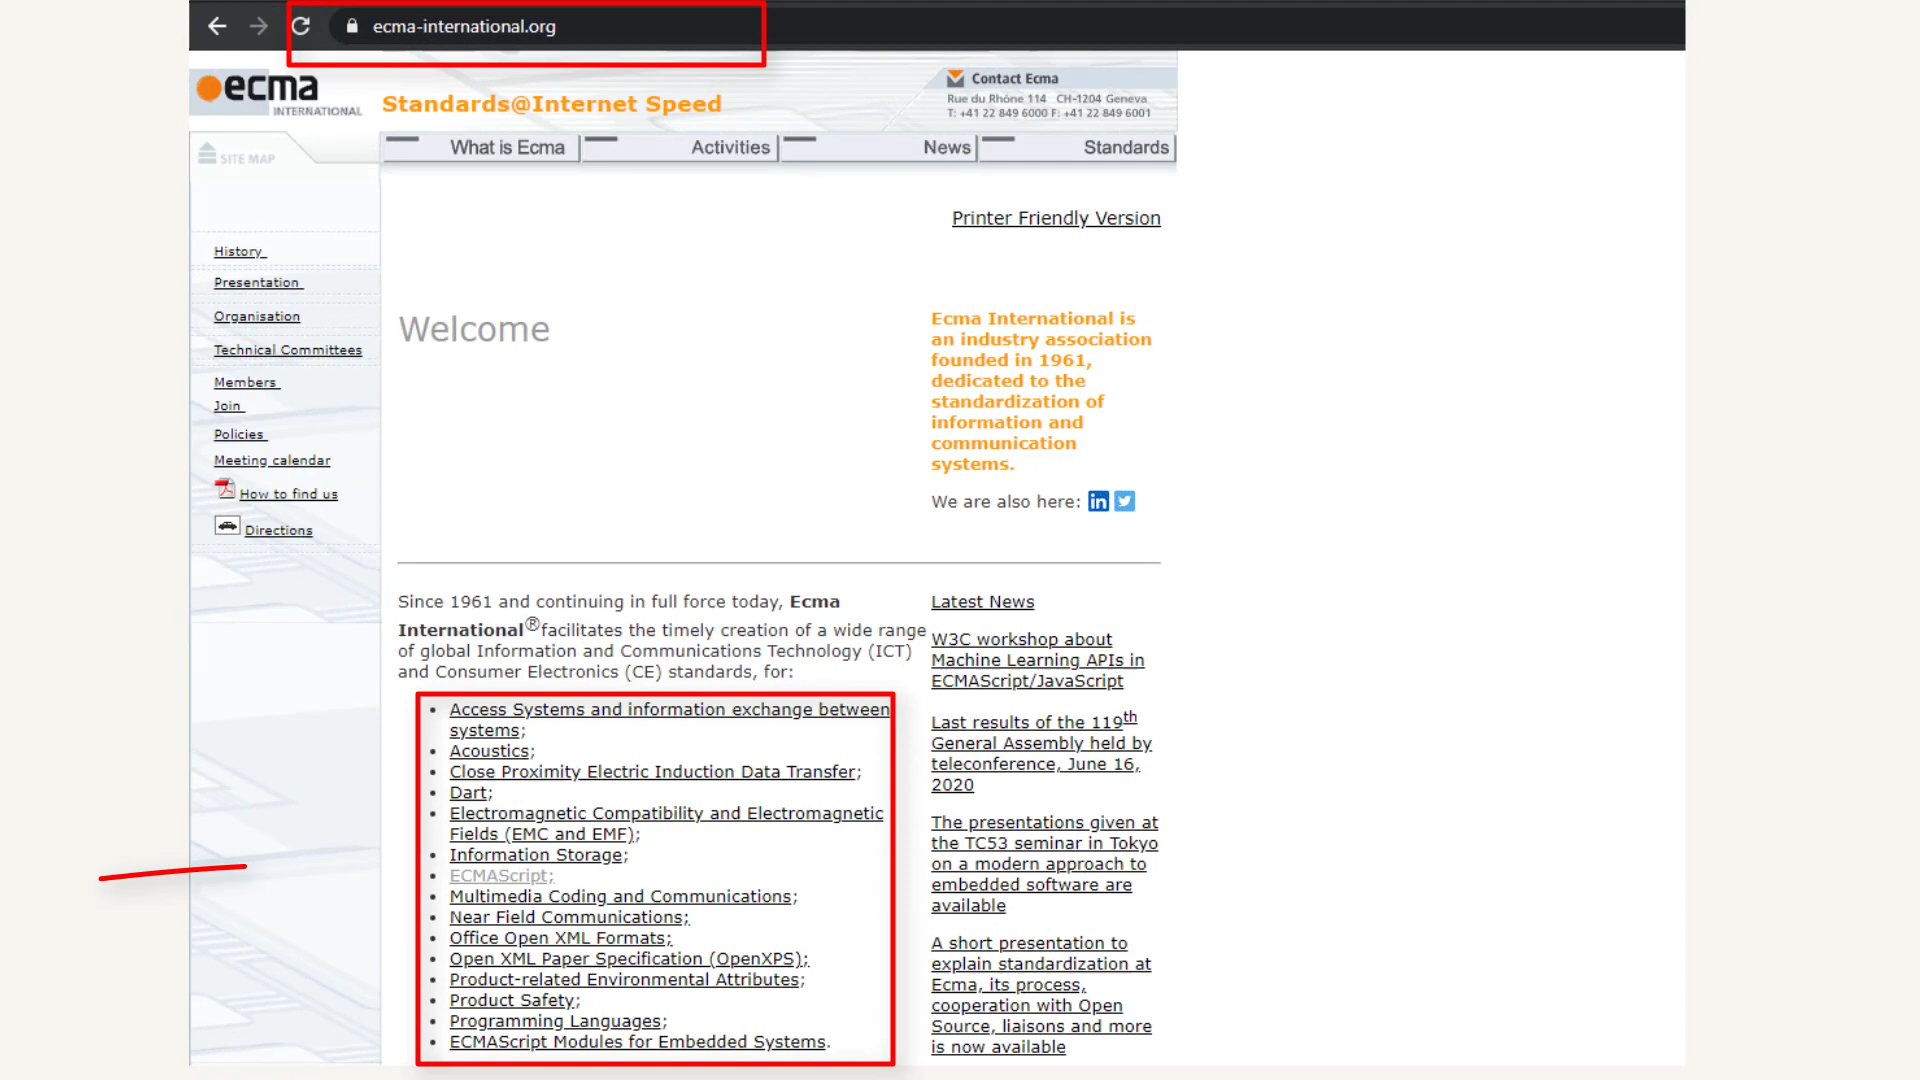 ecma-international.org
ecma
INTERNATIONAL
Standards@Internet Speed
Contact Ecma
Rue du Rhône 114 CH-1204 Geneva
T: +41 22 849 6000 F: +41 22 849 6001
SITE MAP
What is Ecma
Activities
News
Standards
Printer Friendly Version
History
Presentation
Organisation
Technical Committees
Members
Join
Policies
Meeting calendar
How to find us
Directions
Welcome
Ecma International is
an industry association
founded in 1961,
dedicated to the
standardization of
information and
communication
systems.
We are also here:
Since 1961 and continuing in full force today, Ecma
International®facilitates the timely creation of a wide range
of global Information and Communications Technology (ICT)
and Consumer Electronics (CE) standards, for:
• Access Systems and information exchange between
systems;
• Acoustics;
• Close Proximity Electric Induction Data Transfer;
• Dart;
• Electromagnetic Compatibility and Electromagnetic
Fields (EMC and EMF);
• Information Storage;
• ECMAScript;
• Multimedia Coding and Communications;
• Near Field Communications;
• Office Open XML Formats;
• Open XML Paper Specification (OpenXPS);
• Product-related Environmental Attributes;
• Product Safety;
• Programming Languages;
• ECMAScript Modules for Embedded Systems.
Latest News
W3C workshop about
Machine Learning APIs in
ECMAScript/JavaScript
Last results of the 119th
General Assembly held by
teleconference, June 16,
2020
The presentations given at
the TC53 seminar in Tokyo
on a modern approach to
embedded software are
available
A short presentation to
explain standardization at
Ecma, its process,
cooperation with Open
Source, liaisons and more
is now available